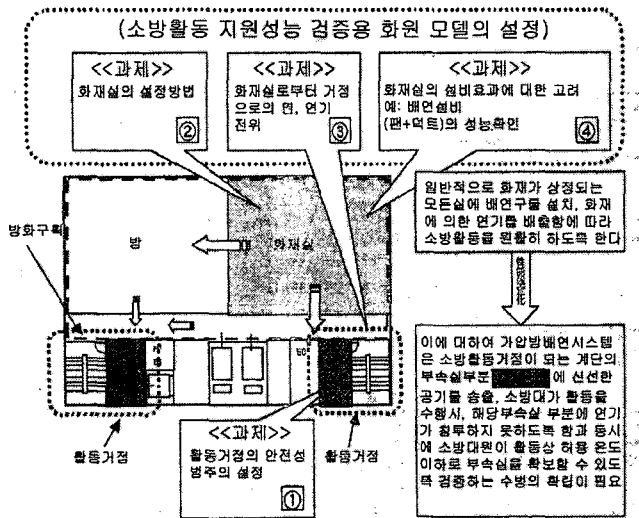 (소방활동 지원성능 검증용 화원 모델의 설정)
<<과제>>
화재실의 설정방법
②
<<과제>>
화재실로부터 거점
으로의 열, 연기
전위
③
<<과제>>
화재실의 설비효과에 대한 고려
예: 배연설비
(팬+덕트)의 성능확인
④
일반적으로 화재가 상정되는
모든실에 배연구를 설치, 화재
에 의한 연기를 배출함에 따라
소방활동을 원활히 하도록 한다
방화구획
방
화재실
이에 대하여 가압방배연시스템
은 소방활동거점이 되는 계단의
부속실부분 에 신선한
공기를 송출, 소방대가 활동을
수행시, 해당부속실 부분에 연기
가 침투하지 못하도록 함과 동시
에 소방대원이 활동상 허용 온도
이하로 부속실을 확보할 수 있도
록 검증하는 수법의 확립이 필요
활동거점
<<과제>>
활동거점의 안전성
범주의 설정
①
활동거점